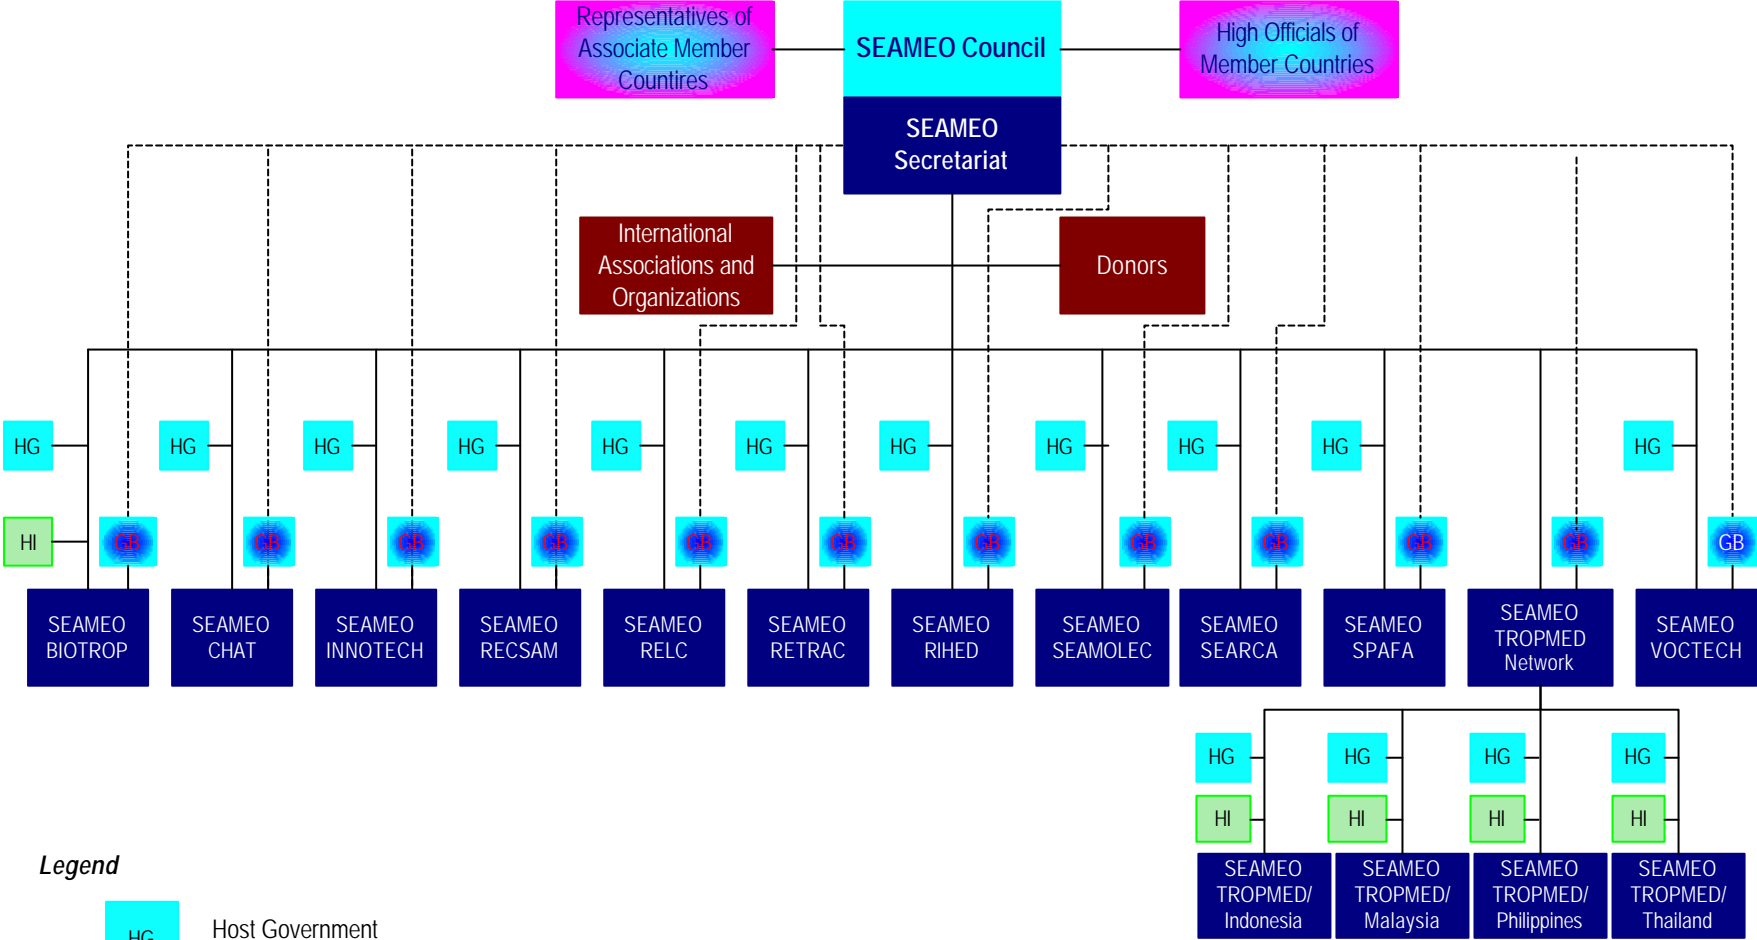 Representatives of
Associate Member
Countires
SEAMEO Council
High Officials of
Member Countries
SEAMEO
Secretariat
International
Associations and
Organizations
Donors
HG
HG
HG
HG
HG
HG
HG
HG
HG
HG
HG
HI
GB
GB
GB
GB
GB
GB
GB
GB
GB
GB
GB
GB
SEAMEO
BIOTROP
SEAMEO
CHAT
SEAMEO
INNOTECH
SEAMEO
RECSAM
SEAMEO
RELC
SEAMEO
RETRAC
SEAMEO
RIHED
SEAMEO
SEAMOLEC
SEAMEO
SEARCA
SEAMEO
SPAFA
SEAMEO
TROPMED
Network
SEAMEO
VOCTECH
HG
HG
HG
HG
HI
HI
HI
HI
SEAMEO
TROPMED/
Indonesia
SEAMEO
TROPMED/
Malaysia
SEAMEO
TROPMED/
Philippines
SEAMEO
TROPMED/
Thailand
Legend
HG
Host Government